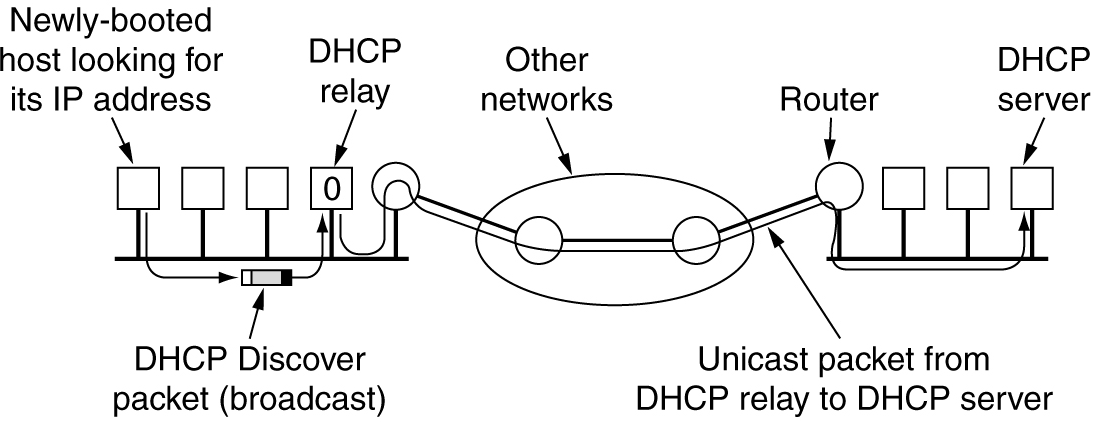 Newly-booted
host looking for
its IP address
DHCP
relay
Other
networks
Router
DHCP
server
0
DHCP Discover
packet (broadcast)
Unicast packet from
DHCP relay to DHCP server